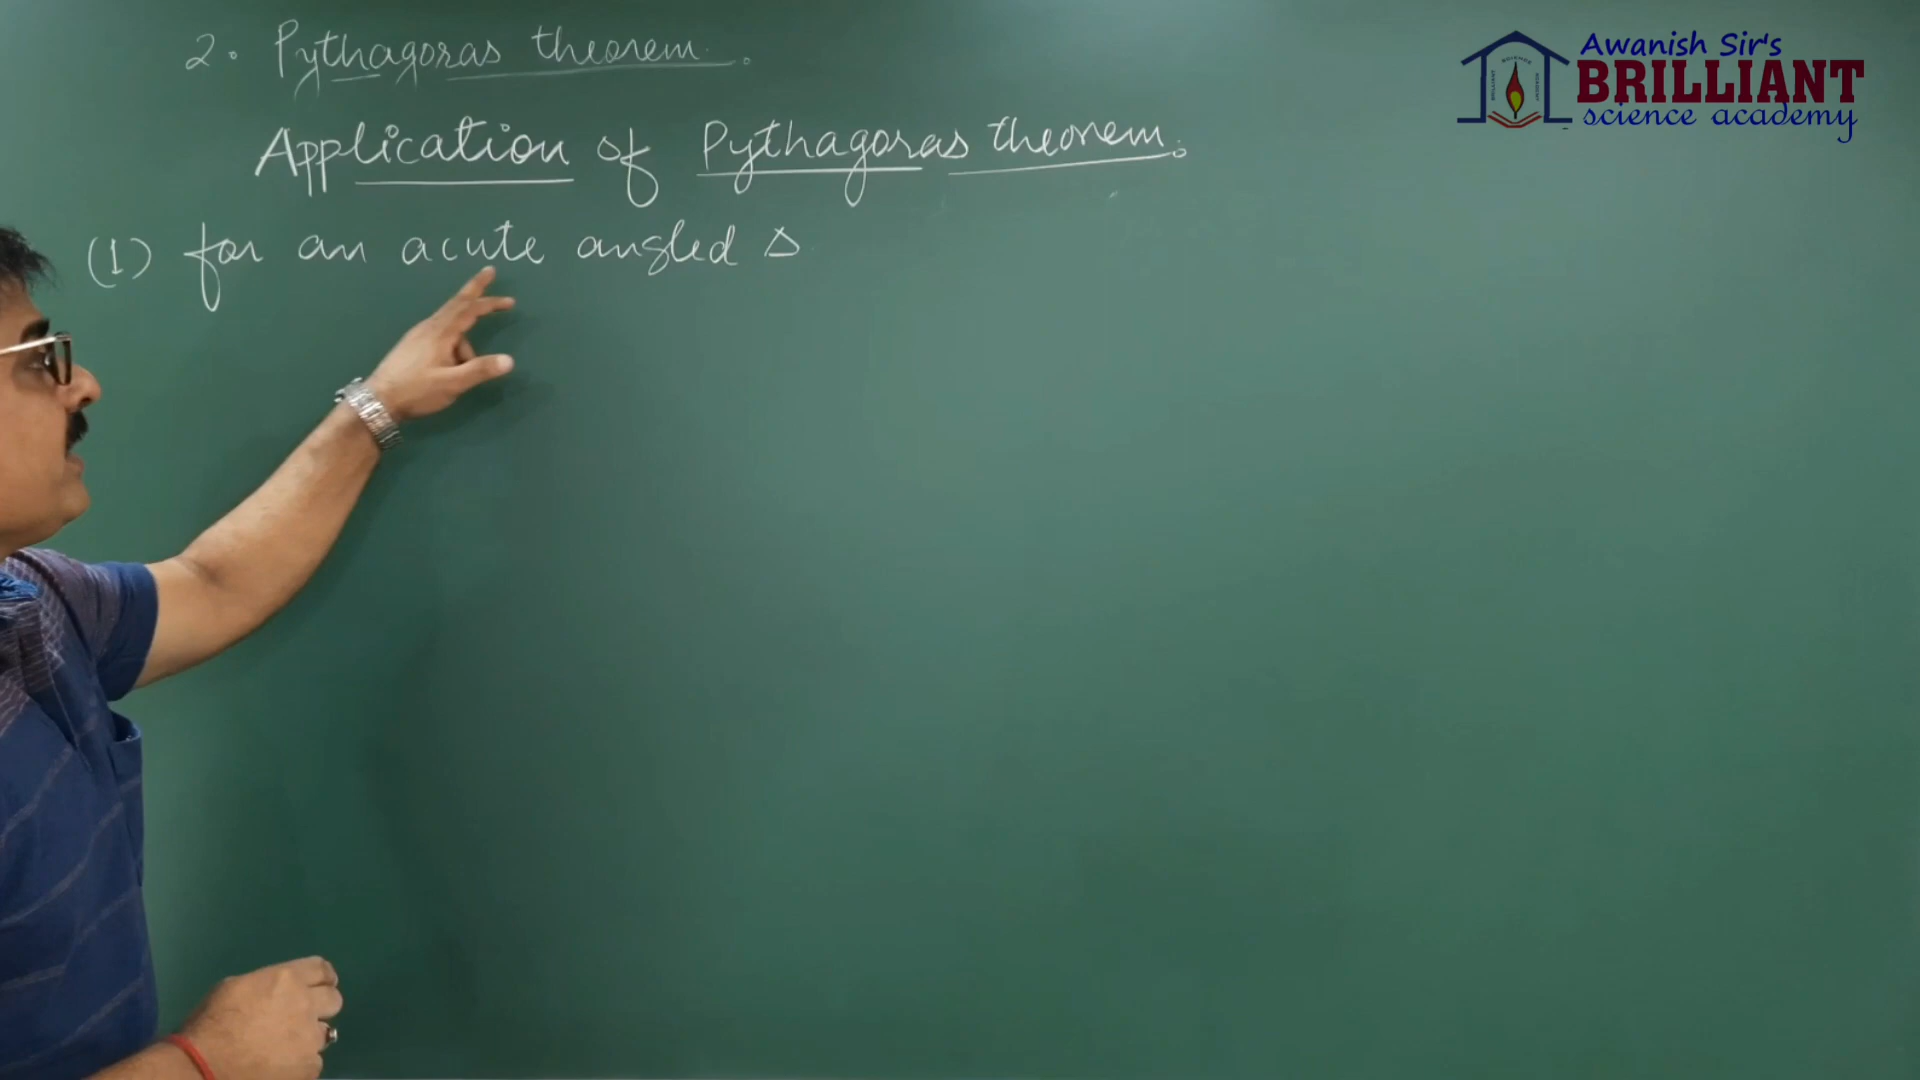 2. Pythagoras theorem.
Application of Pythagoras theorem.
(1) for an acute angled Δ
Awanish Sir's
BRILLIANT
science academy